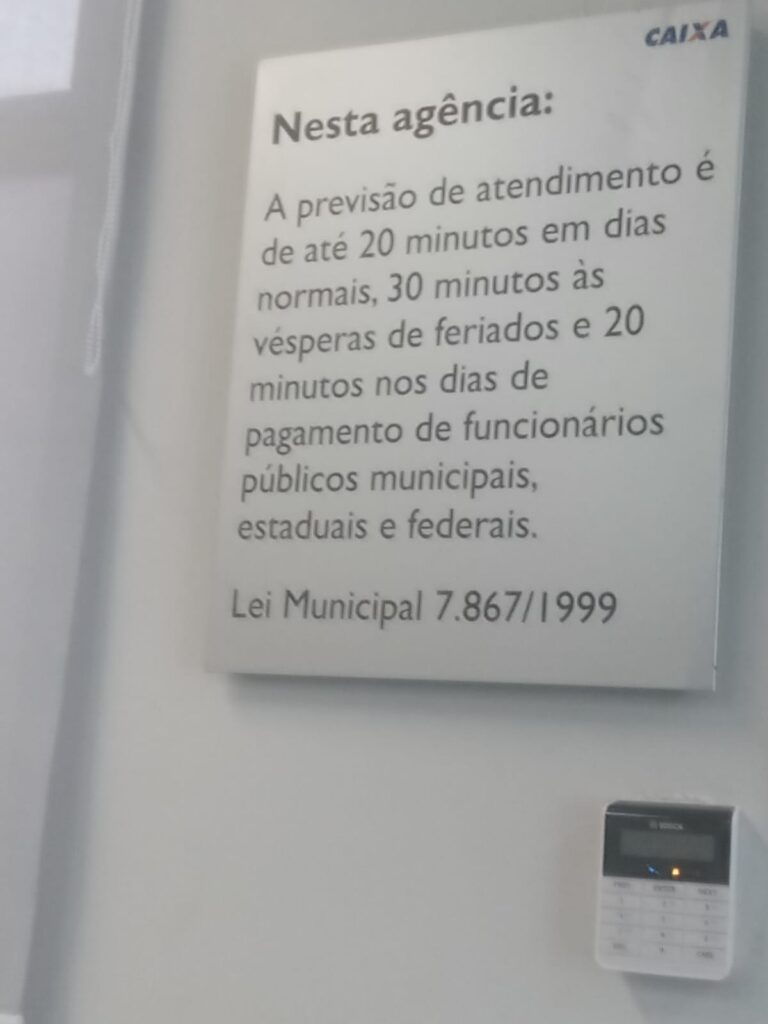 CAIXA
Nesta agência:
A previsão de atendimento é
de até 20 minutos em dias
normais, 30 minutos às
vésperas de feriados e 20
minutos nos dias de
pagamento de funcionários
públicos municipais,
estaduais e federais.
Lei Municipal 7.867/1999
BOSCH